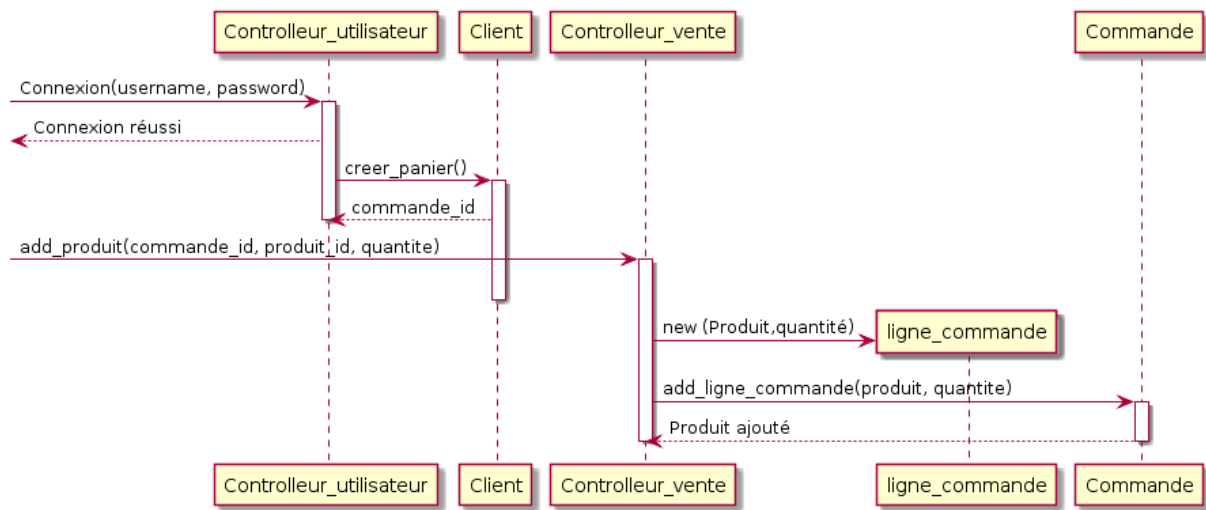 Controlleur_utilisateur
Client
Controlleur_vente
Commande
Connexion(username, password)
Connexion réussi
creer_panier()
commande_id
add_produit(commande_id, produit_id, quantite)
new (Produit,quantité)
ligne_commande
add_ligne_commande(produit, quantite)
Produit ajouté
Controlleur_utilisateur
Client
Controlleur_vente
ligne_commande
Commande